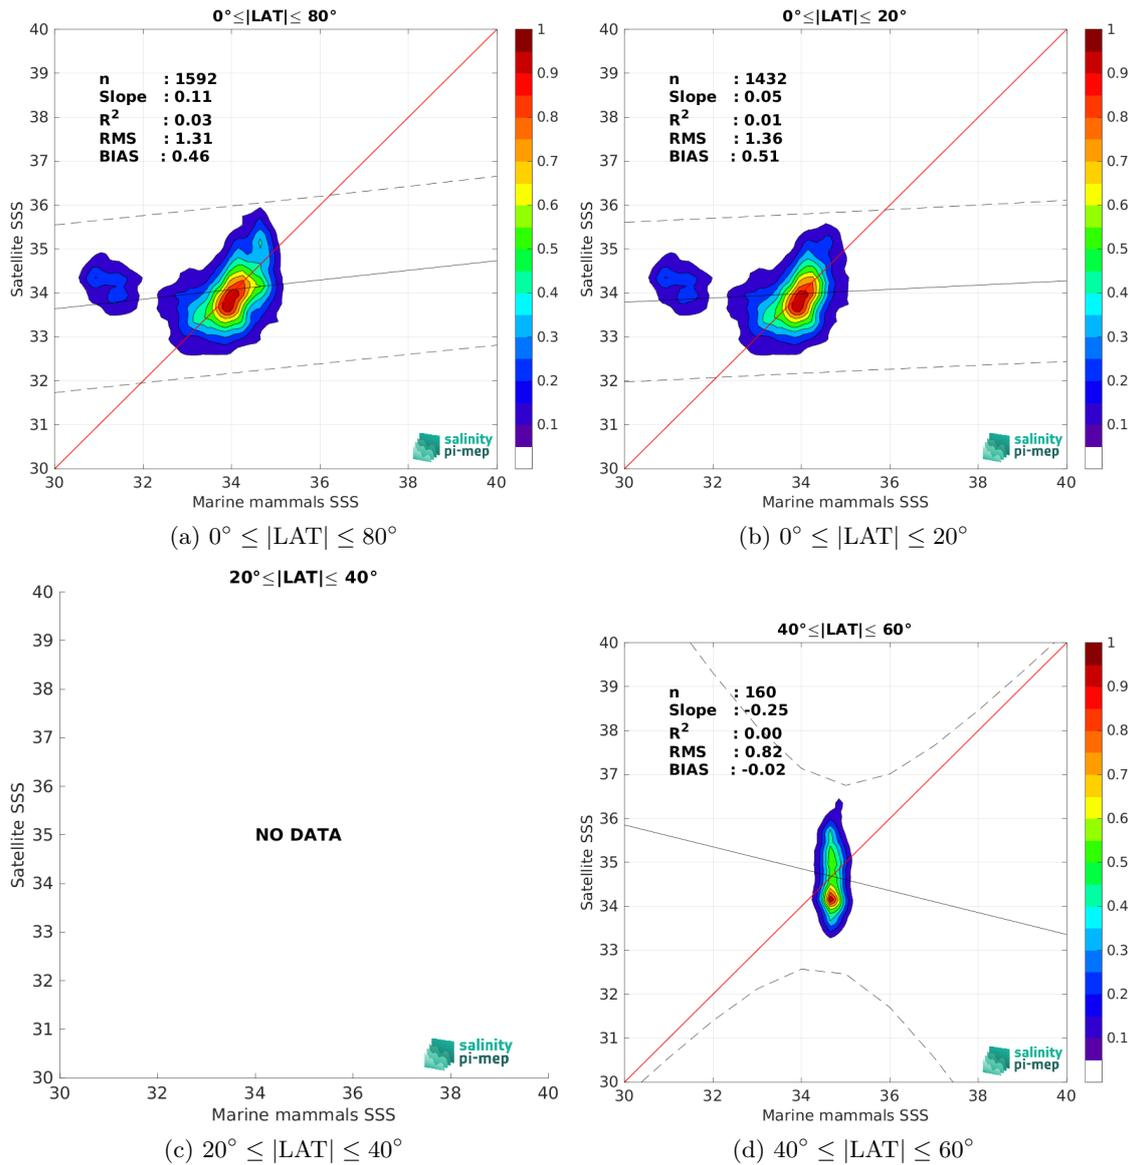 0°≤|LAT|≤ 80°
40
39
38
37
36
35
34
33
32
31
30
Satellite SSS
n : 1592
Slope : 0.11
R² : 0.03
RMS : 1.31
BIAS : 0.46
salinity
pi-mep
30 32 34 36 38 40
Marine mammals SSS
1
0.9
0.8
0.7
0.6
0.5
0.4
0.3
0.2
0.1
(a) 0° ≤ |LAT| ≤ 80°
0°≤|LAT|≤ 20°
40
39
38
37
36
35
34
33
32
31
30
Satellite SSS
n : 1432
Slope : 0.05
R² : 0.01
RMS : 1.36
BIAS : 0.51
salinity
pi-mep
30 32 34 36 38 40
Marine mammals SSS
1
0.9
0.8
0.7
0.6
0.5
0.4
0.3
0.2
0.1
(b) 0° ≤ |LAT| ≤ 20°
20°≤|LAT|≤ 40°
40
39
38
37
36
35
34
33
32
31
30
Satellite SSS
NO DATA
salinity
pi-mep
30 32 34 36 38 40
Marine mammals SSS
(c) 20° ≤ |LAT| ≤ 40°
40°≤|LAT|≤ 60°
40
39
38
37
36
35
34
33
32
31
30
Satellite SSS
n : 160
Slope : -0.25
R² : 0.00
RMS : 0.82
BIAS : -0.02
salinity
pi-mep
30 32 34 36 38 40
Marine mammals SSS
1
0.9
0.8
0.7
0.6
0.5
0.4
0.3
0.2
0.1
(d) 40° ≤ |LAT| ≤ 60°